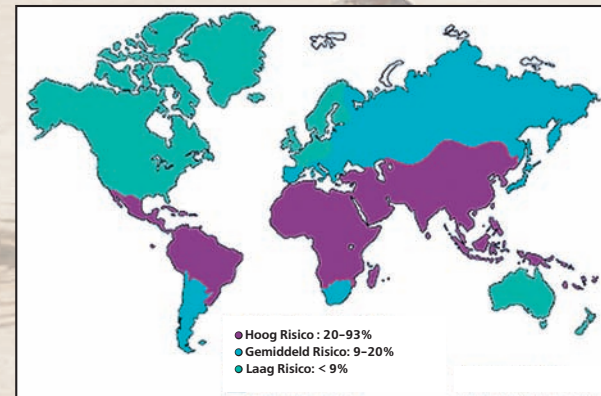 Hoog Risico : 20–93%
Gemiddeld Risico: 9–20%
Laag Risico: < 9%